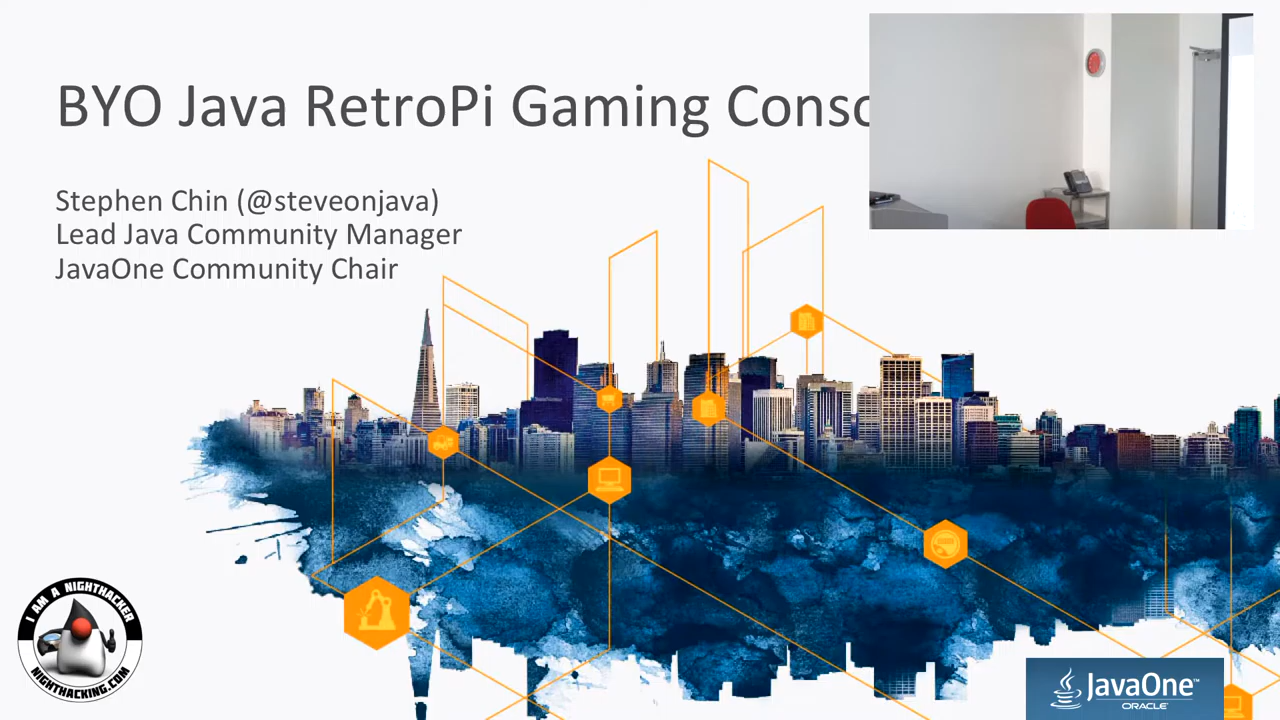 BYO Java RetroPi Gaming Conso
Stephen Chin (@steveonjava)
Lead Java Community Manager
JavaOne Community Chair
I AM A NIGHTHACKER
NIGHTHACKING.COM
JavaOne™
ORACLE